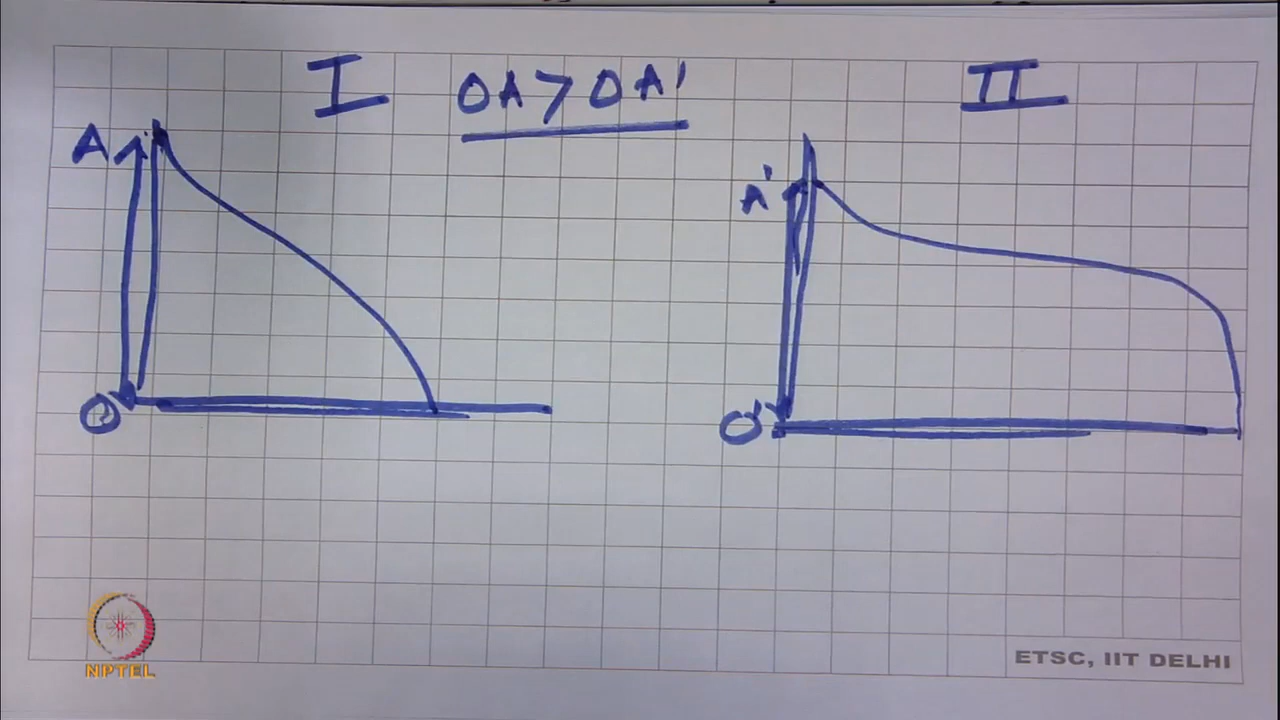 I
OA > OA'
II
A
A'
O
O'
NPTEL
ETSC, IIT DELHI